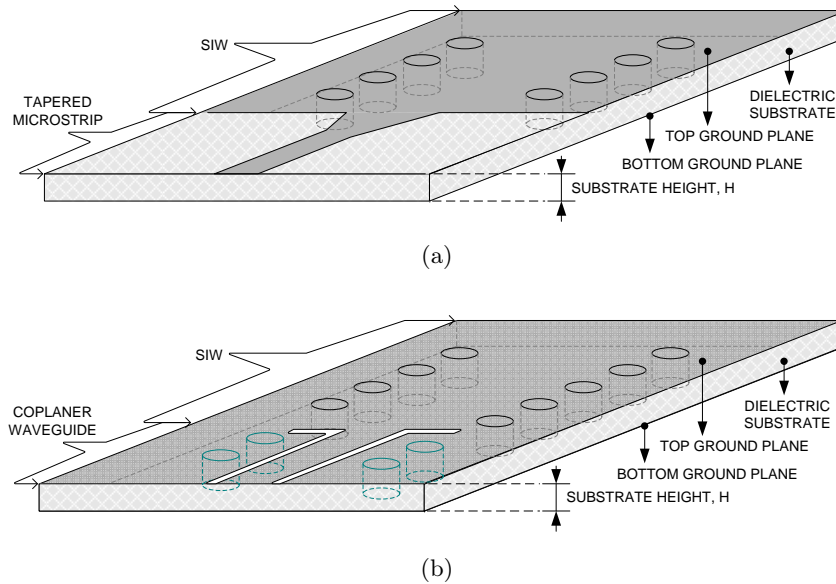 SIW
TAPERED
MICROSTRIP
DIELECTRIC
SUBSTRATE
TOP GROUND PLANE
BOTTOM GROUND PLANE
SUBSTRATE HEIGHT, H
(a)
SIW
COPLANER
WAVEGUIDE
DIELECTRIC
SUBSTRATE
TOP GROUND PLANE
BOTTOM GROUND PLANE
SUBSTRATE HEIGHT, H
(b)